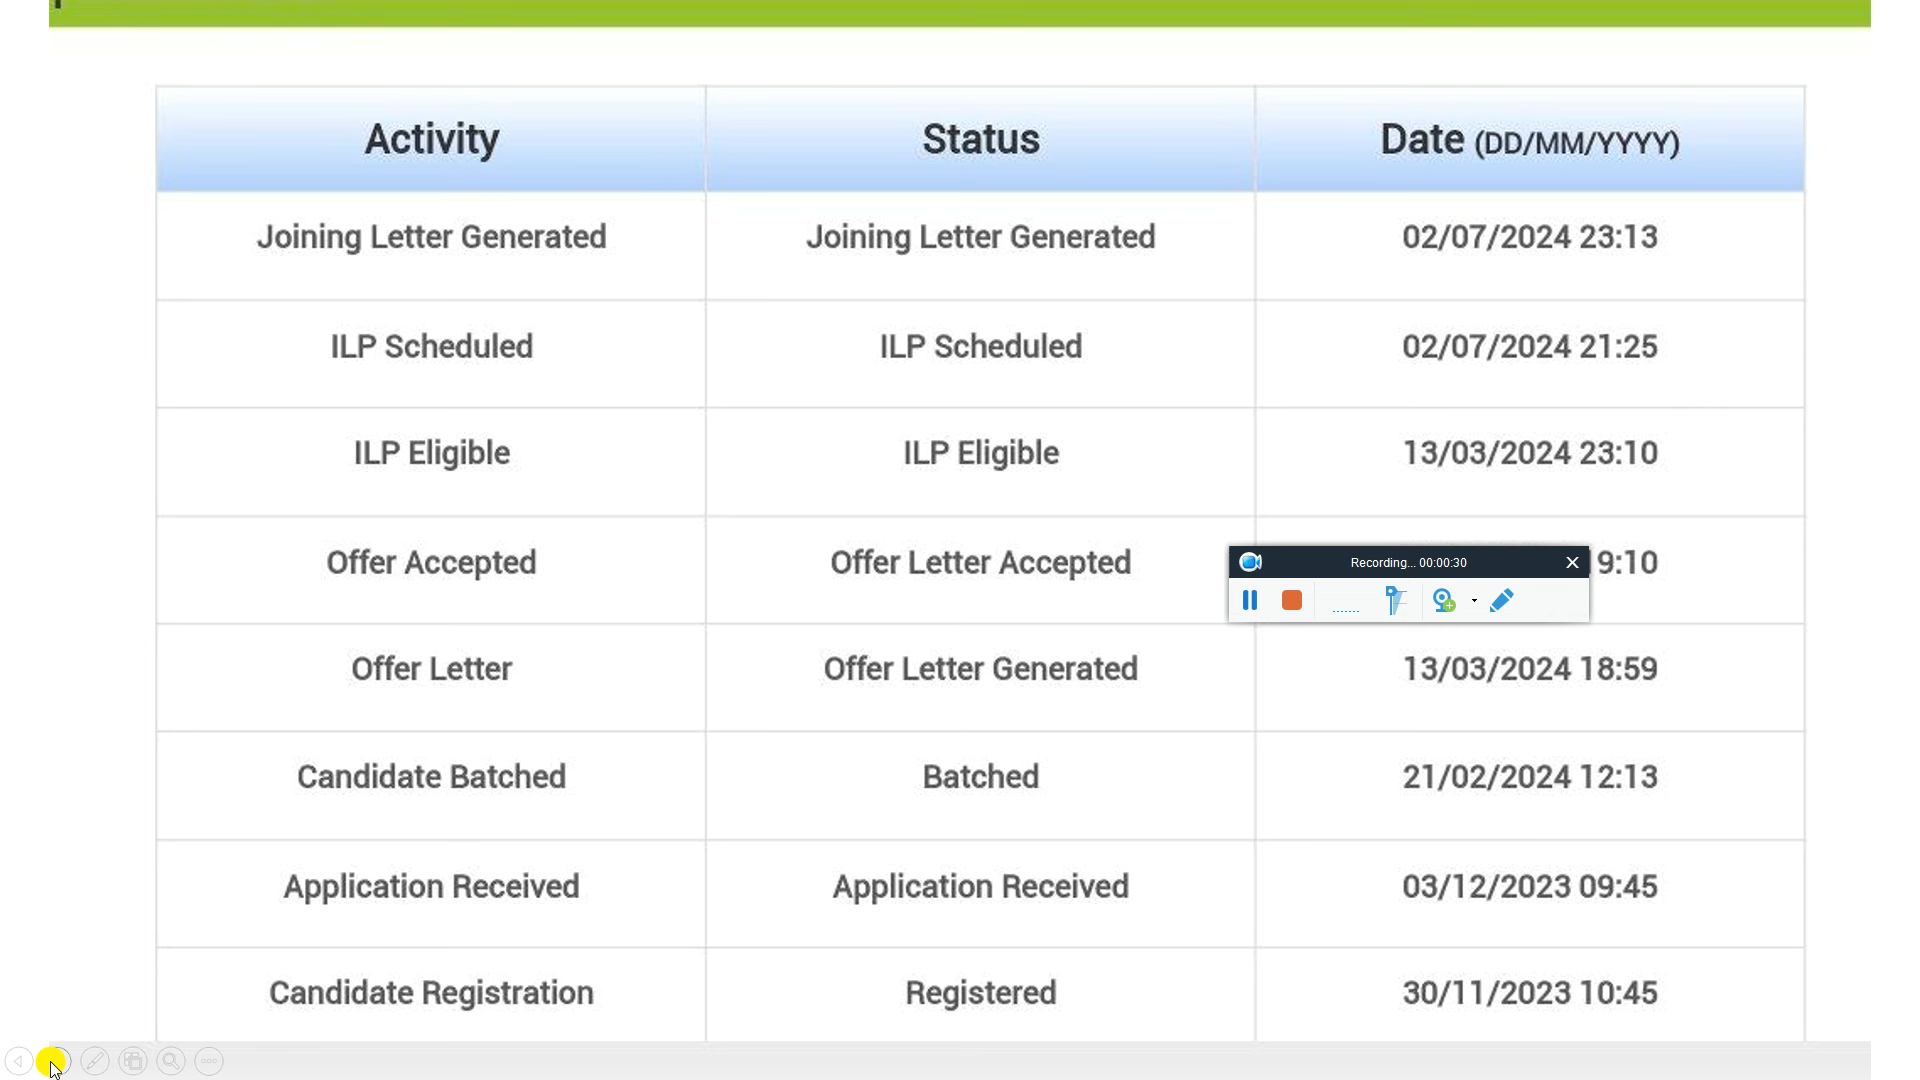 Activity Status Date (DD/MM/YYYY)
Joining Letter Generated Joining Letter Generated 02/07/2024 23:13
ILP Scheduled ILP Scheduled 02/07/2024 21:25
ILP Eligible ILP Eligible 13/03/2024 23:10
Offer Accepted Offer Letter Accepted 9:10
Recording... 00:00:30
Offer Letter Offer Letter Generated 13/03/2024 18:59
Candidate Batched Batched 21/02/2024 12:13
Application Received Application Received 03/12/2023 09:45
Candidate Registration Registered 30/11/2023 10:45